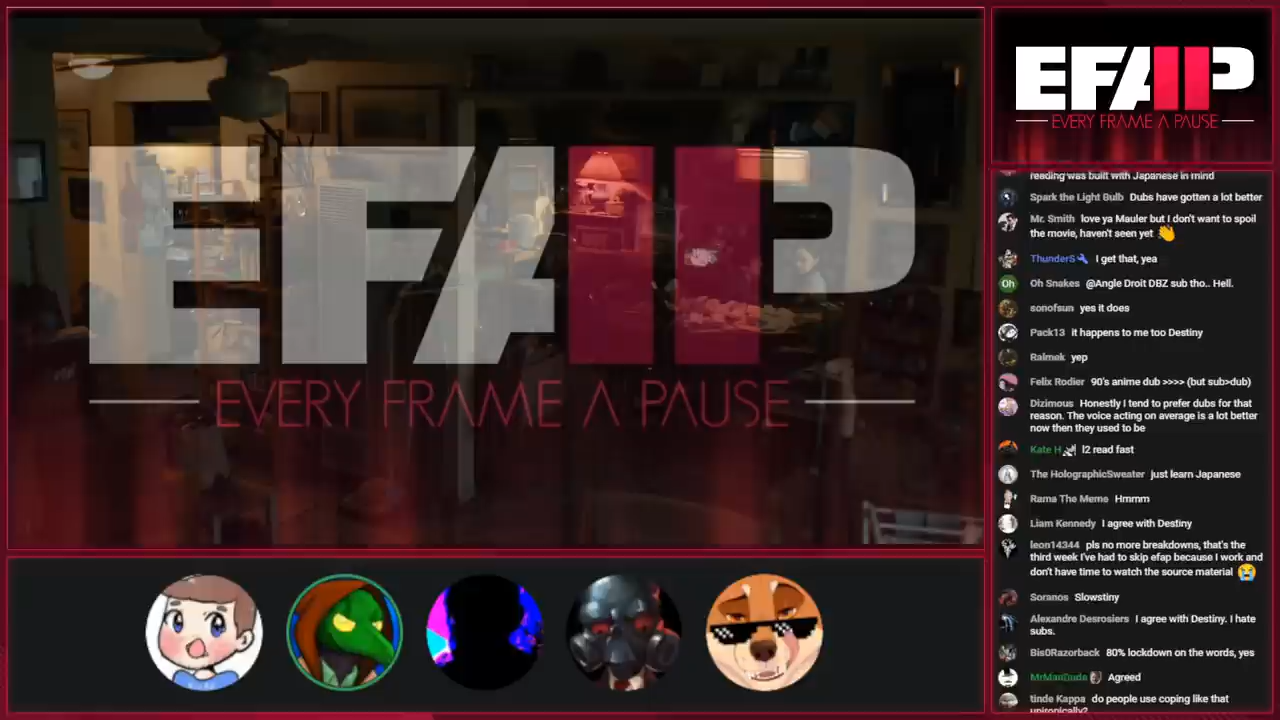 EFAP
EVERY FRAME A PAUSE
EFAP
EVERY FRAME A PAUSE
reading was built with Japanese in mind
Spark the Light Bulb Dubs have gotten a lot better
Mr. Smith love ya Mauler but I don't want to spoil
the movie, haven't seen yet 👏
ThunderS I get that, yea
Oh
Oh Snakes @Angle Droit DBZ sub tho.. Hell.
sonofsun yes it does
Pack13 it happens to me too Destiny
Ralmek yep
Felix Rodier 90's anime dub >>>> (but sub>dub)
Dizimous Honestly I tend to prefer dubs for that
reason. The voice acting on average is a lot better
now then they used to be
Kate H l2 read fast
The HolographicSweater just learn Japanese
Rama The Meme Hmmm
Liam Kennedy I agree with Destiny
leon14344 pls no more breakdowns, that's the
third week I've had to skip efap because I work and
don't have time to watch the source material 😭
Soranos Slowstiny
Alexandre Desrosiers I agree with Destiny. I hate
subs.
Bis0Razorback 80% lockdown on the words, yes
MrManDude Agreed
tinde Kappa do people use coping like that
unironically?